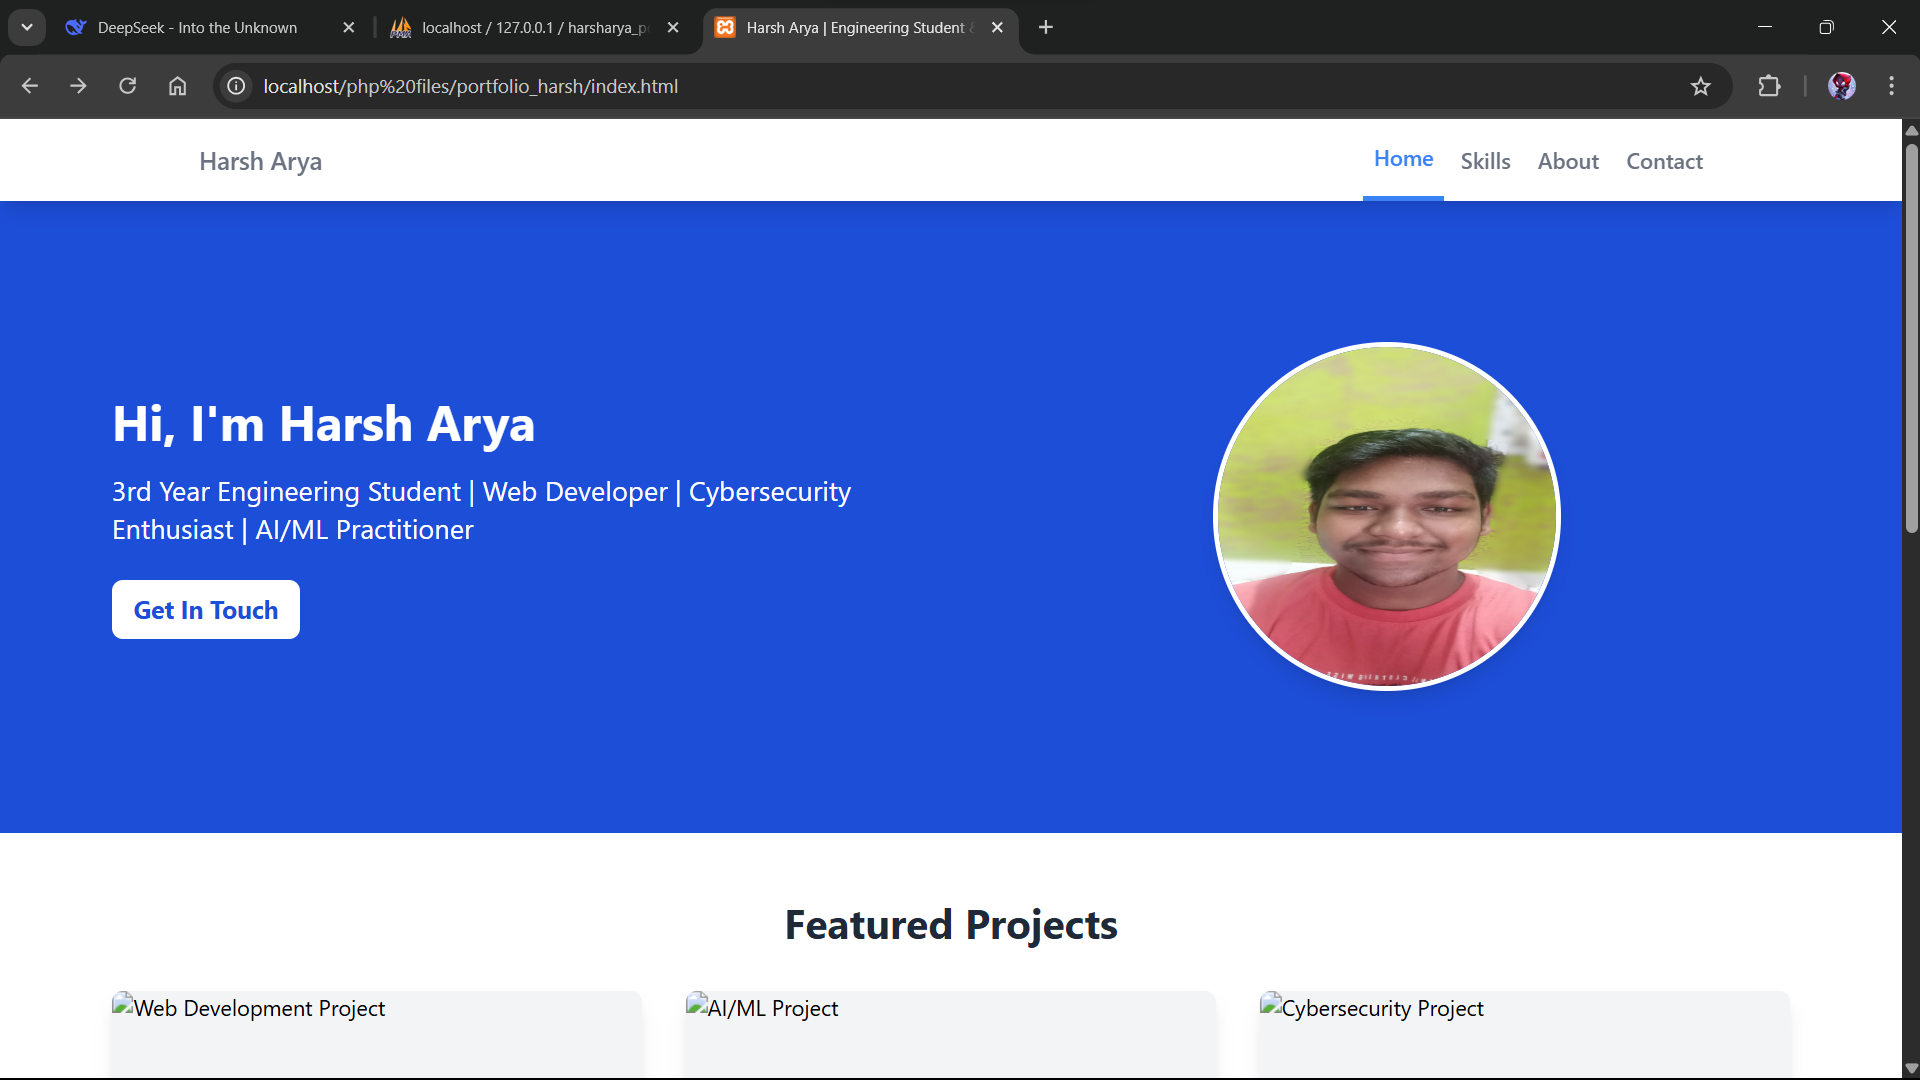 DeepSeek - Into the Unknown
localhost / 127.0.0.1 / harsharya_p
Harsh Arya | Engineering Student
localhost/php%20files/portfolio_harsh/index.html
Harsh Arya
Home
Skills
About
Contact
Hi, I'm Harsh Arya
3rd Year Engineering Student | Web Developer | Cybersecurity
Enthusiast | AI/ML Practitioner
Get In Touch
Featured Projects
Web Development Project
AI/ML Project
Cybersecurity Project